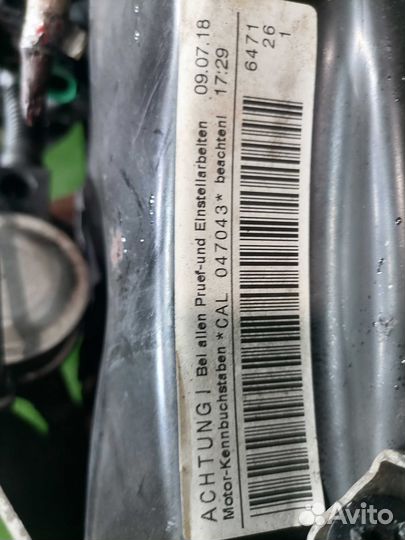 ACHTUNG! Bei allen Pruef-und Einstellarbeiten 09.07.18
Motor-Kennbuchstaben *CAL 047043* beachten! 17:29
6471
26
1
Avito